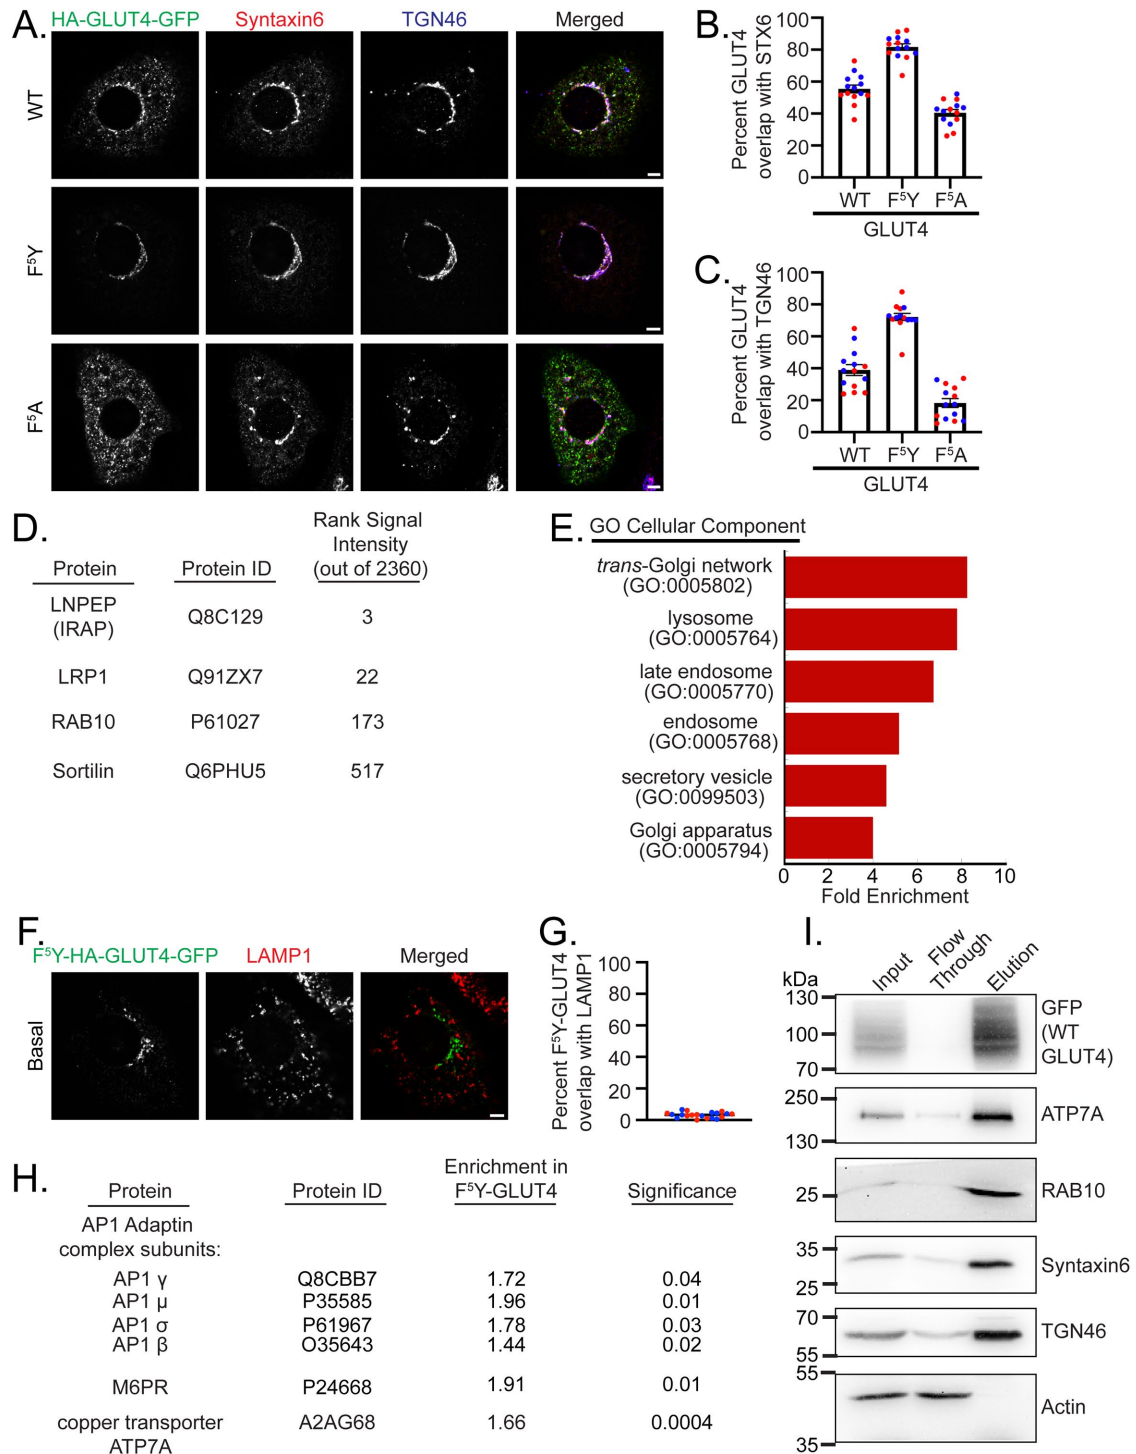 A.
HA-GLUT4-GFP Syntaxin6 TGN46 Merged
WT
F⁵Y
F⁵A
B.
Percent GLUT4
overlap with STX6
100
80
60
40
20
0
WT F⁵Y F⁵A
GLUT4
C.
Percent GLUT4
overlap with TGN46
100
80
60
40
20
0
WT F⁵Y F⁵A
GLUT4
D.
Protein Protein ID Rank Signal
Intensity
(out of 2360)
LNPEP
(IRAP) Q8C129 3
LRP1 Q91ZX7 22
RAB10 P61027 173
Sortilin Q6PHU5 517
E.
GO Cellular Component
trans-Golgi network
(GO:0005802)
lysosome
(GO:0005764)
late endosome
(GO:0005770)
endosome
(GO:0005768)
secretory vesicle
(GO:0099503)
Golgi apparatus
(GO:0005794)
0 2 4 6 8 10
Fold Enrichment
F.
F⁵Y-HA-GLUT4-GFP LAMP1 Merged
Basal
G.
Percent F⁵Y-GLUT4
overlap with LAMP1
100
80
60
40
20
0
H.
Protein Protein ID Enrichment in
F⁵Y-GLUT4 Significance
AP1 Adaptin
complex subunits:
AP1 γ Q8CBB7 1.72 0.04
AP1 μ P35585 1.96 0.01
AP1 σ P61967 1.78 0.03
AP1 β O35643 1.44 0.02
M6PR P24668 1.91 0.01
copper transporter A2AG68 1.66 0.0004
ATP7A
I.
kDa Input Flow
Through Elution
130
100
70
GFP
(WT
GLUT4)
250
130
ATP7A
25
RAB10
35
25
Syntaxin6
70
55
TGN46
55
35
Actin